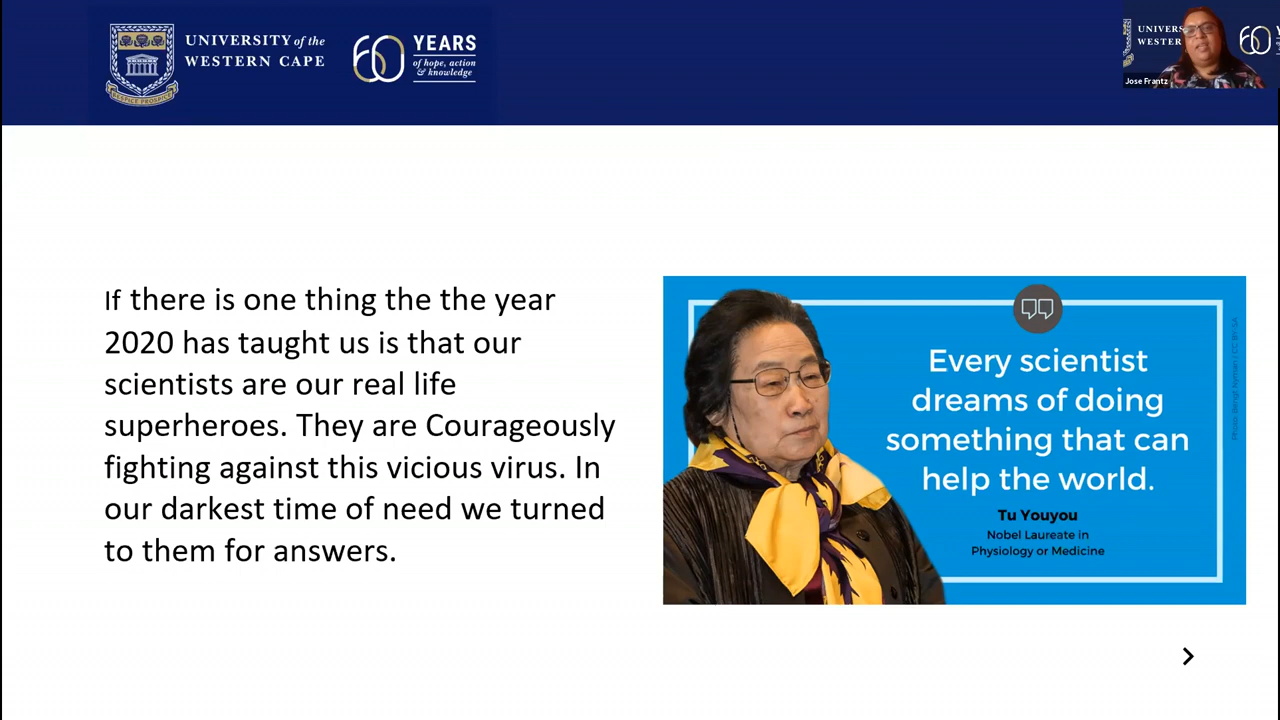 UNIVERSITY of the
WESTERN CAPE
60 YEARS
of hope, action
& knowledge
UNIVERS
WESTER
60
Jose Frantz
If there is one thing the the year
2020 has taught us is that our
scientists are our real life
superheroes. They are Courageously
fighting against this vicious virus. In
our darkest time of need we turned
to them for answers.
Every scientist
dreams of doing
something that can
help the world.
Tu Youyou
Nobel Laureate in
Physiology or Medicine